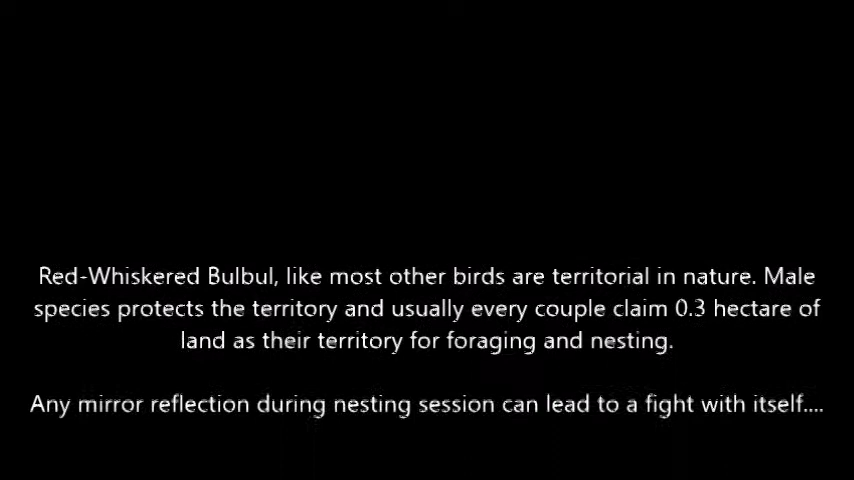 Red-Whiskered Bulbul, like most other birds are territorial in nature. Male
species protects the territory and usually every couple claim 0.3 hectare of
land as their territory for foraging and nesting.
Any mirror reflection during nesting session can lead to a fight with itself....